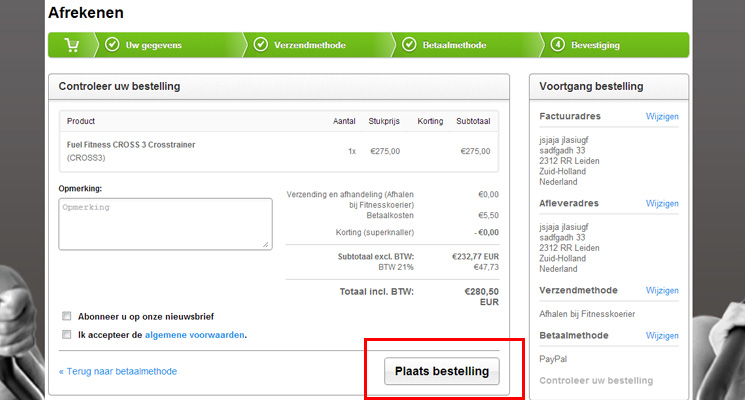 Afrekenen
Uw gegevens
Verzendmethode
Betaalmethode
4 Bevestiging
Controleer uw bestelling
Product Aantal Stukprijs Korting Subtotaal
Fuel Fitness CROSS 3 Crosstrainer
(CROSS3)
1x €275,00 €275,00
Opmerking:
Opmerking
Verzending en afhandeling (Afhalen €0,00
bij Fitnesskoerier)
Betaalkosten €5,50
Korting (superknaller) - €0,00
Subtotaal excl. BTW: €232,77 EUR
BTW 21% €47,73
Totaal incl. BTW: €280,50
EUR
Abonneer u op onze nieuwsbrief
Ik accepteer de algemene voorwaarden.
« Terug naar betaalmethode
Plaats bestelling
Voortgang bestelling
Factuuradres Wijzigen
jsjaja jlasiugf
sadfgadh 33
2312 RR Leiden
Zuid-Holland
Nederland
Afleveradres Wijzigen
jsjaja jlasiugf
sadfgadh 33
2312 RR Leiden
Zuid-Holland
Nederland
Verzendmethode Wijzigen
Afhalen bij Fitnesskoerier
Betaalmethode Wijzigen
PayPal
Controleer uw bestelling